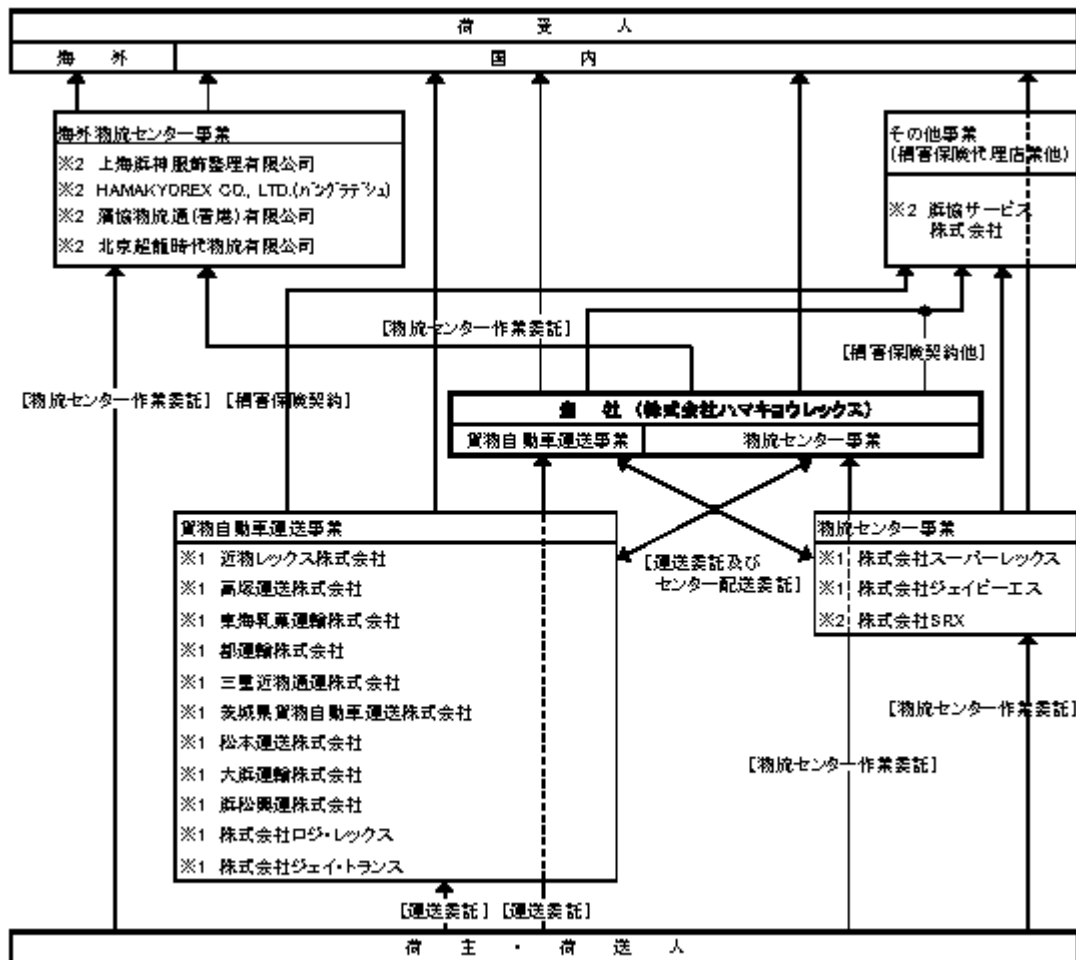 荷 受 人
海 外
国 内
海外物流センター事業
※2 上海浜神服飾整理有限公司
※2 HAMAKYOREX CO., LTD.(バングラデシュ)
※2 濱協物流通(香港)有限公司
※2 北京超龍時代物流有限公司
その他事業
(損害保険代理店業他)
※2 浜協サービス
株式会社
[物流センター作業委託]
[損害保険契約他]
[物流センター作業委託] [損害保険契約]
当 社 (株式会社ハマキョウレックス)
貨物自動車運送事業
物流センター事業
貨物自動車運送事業
※1 近物レックス株式会社
※1 高塚運送株式会社
※1 東海乳菓運輸株式会社
※1 都運輸株式会社
※1 三重近物通運株式会社
※1 茨城県貨物自動車運送株式会社
※1 松本運送株式会社
※1 大浜運輸株式会社
※1 浜松興運株式会社
※1 株式会社ロジ・レックス
※1 株式会社ジェイ・トランス
[運送委託及び
センター配送委託]
物流センター事業
※1 株式会社スーパーレックス
※1 株式会社ジェイビーエス
※2 株式会社SRX
[物流センター作業委託]
[物流センター作業委託]
[運送委託] [運送委託]
荷 主 ・ 荷 送 人